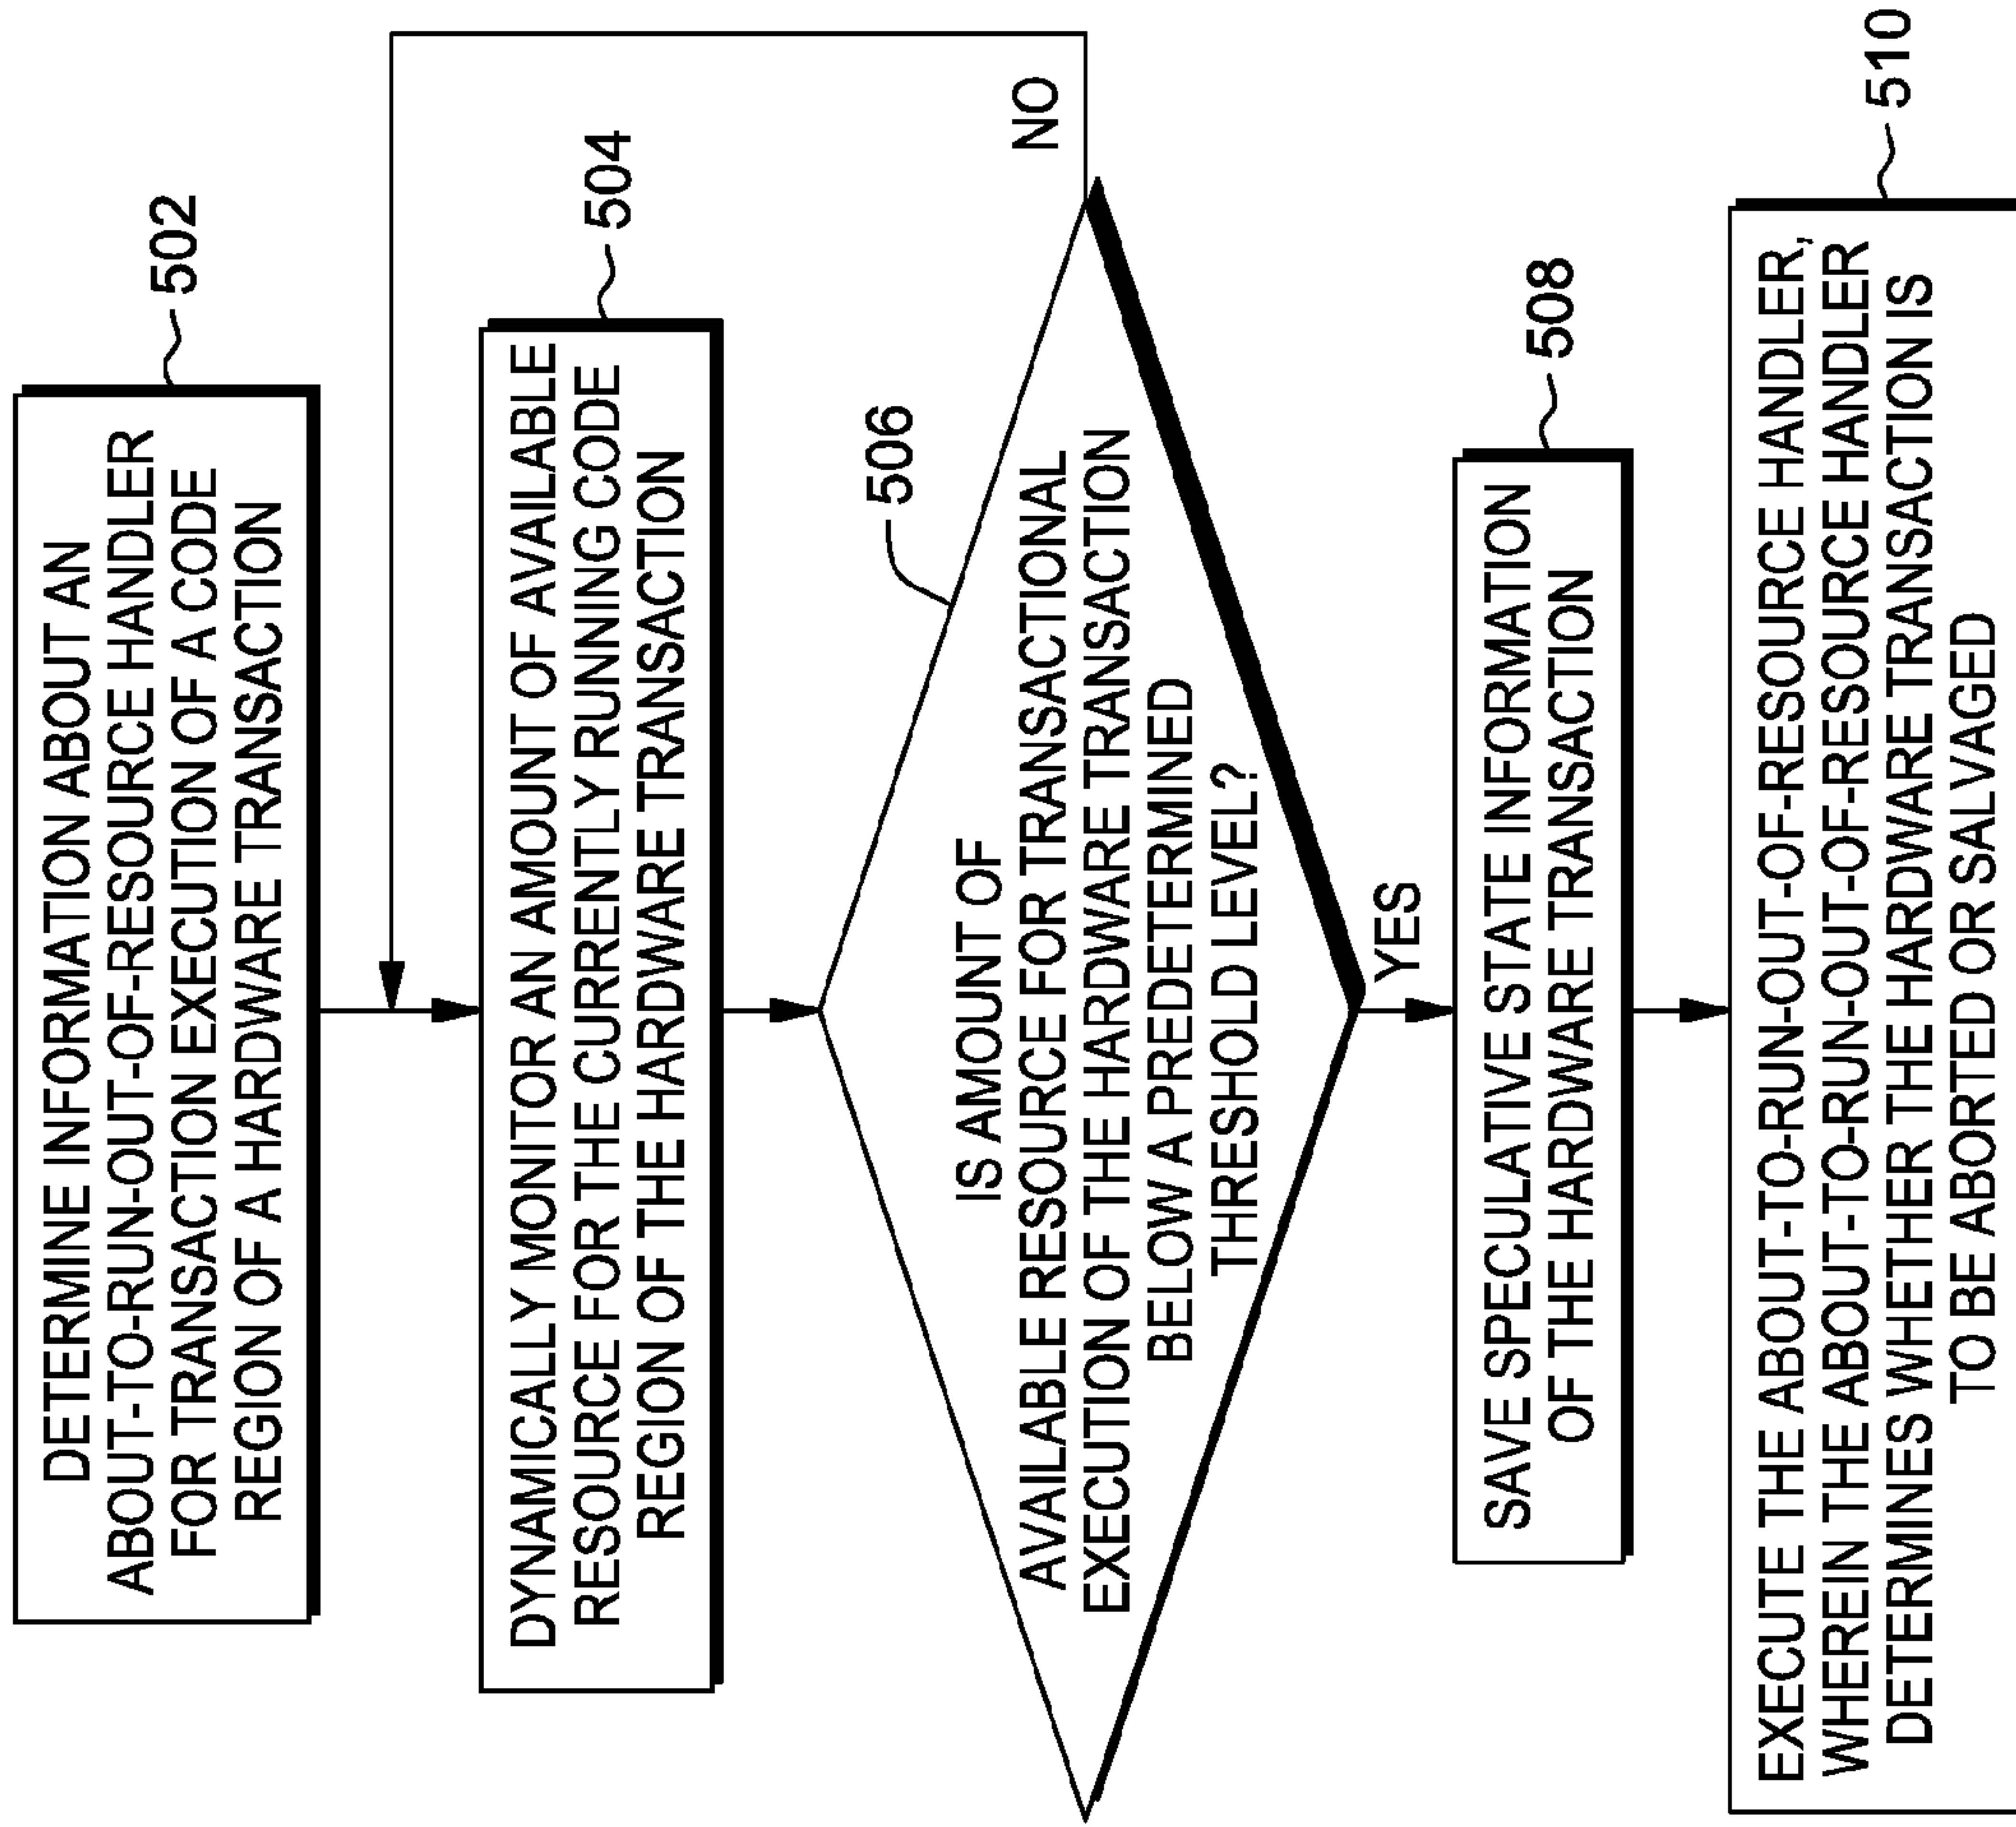 DETERMINE INFORMATION ABOUT AN
ABOUT-TO-RUN-OUT-OF-RESOURCE HANDLER
FOR TRANSACTION EXECUTION OF A CODE
REGION OF A HARDWARE TRANSACTION
502
DYNAMICALLY MONITOR AN AMOUNT OF AVAILABLE
RESOURCE FOR THE CURRENTLY RUNNING CODE
REGION OF THE HARDWARE TRANSACTION
504
506
IS AMOUNT OF
AVAILABLE RESOURCE FOR TRANSACTIONAL
EXECUTION OF THE HARDWARE TRANSACTION
BELOW A PREDETERMINED
THRESHOLD LEVEL?
NO
YES
SAVE SPECULATIVE STATE INFORMATION
OF THE HARDWARE TRANSACTION
508
EXECUTE THE ABOUT-TO-RUN-OUT-OF-RESOURCE HANDLER,
WHEREIN THE ABOUT-TO-RUN-OUT-OF-RESOURCE HANDLER
DETERMINES WHETHER THE HARDWARE TRANSACTION IS
TO BE ABORTED OR SALVAGED
510